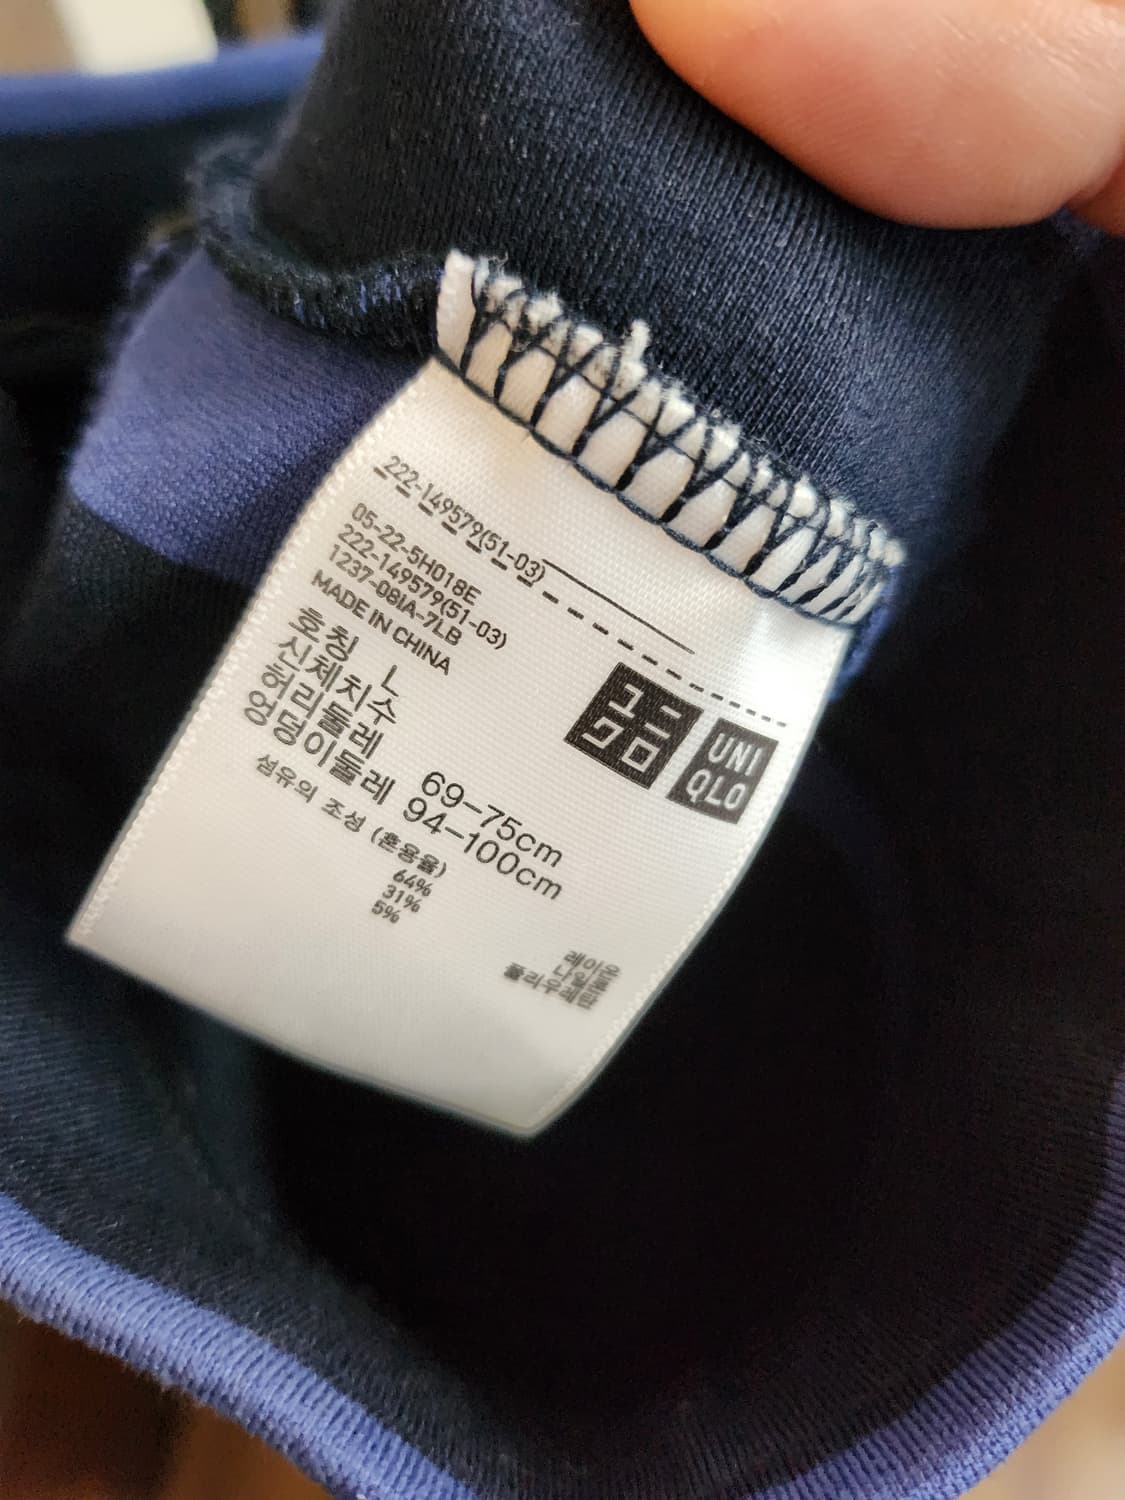 222-149579(51-03)
05-22-5H018E
222-149579(51-03)
1237-08IA-7LB
MADE IN CHINA
ユニ
クロ
UNI
QLO
호칭 L
신체치수
허리둘레 69-75cm
엉덩이둘레 94-100cm
섬유의 조성 (혼용율)
64% 레이온
31% 나일론
5% 폴리우레탄